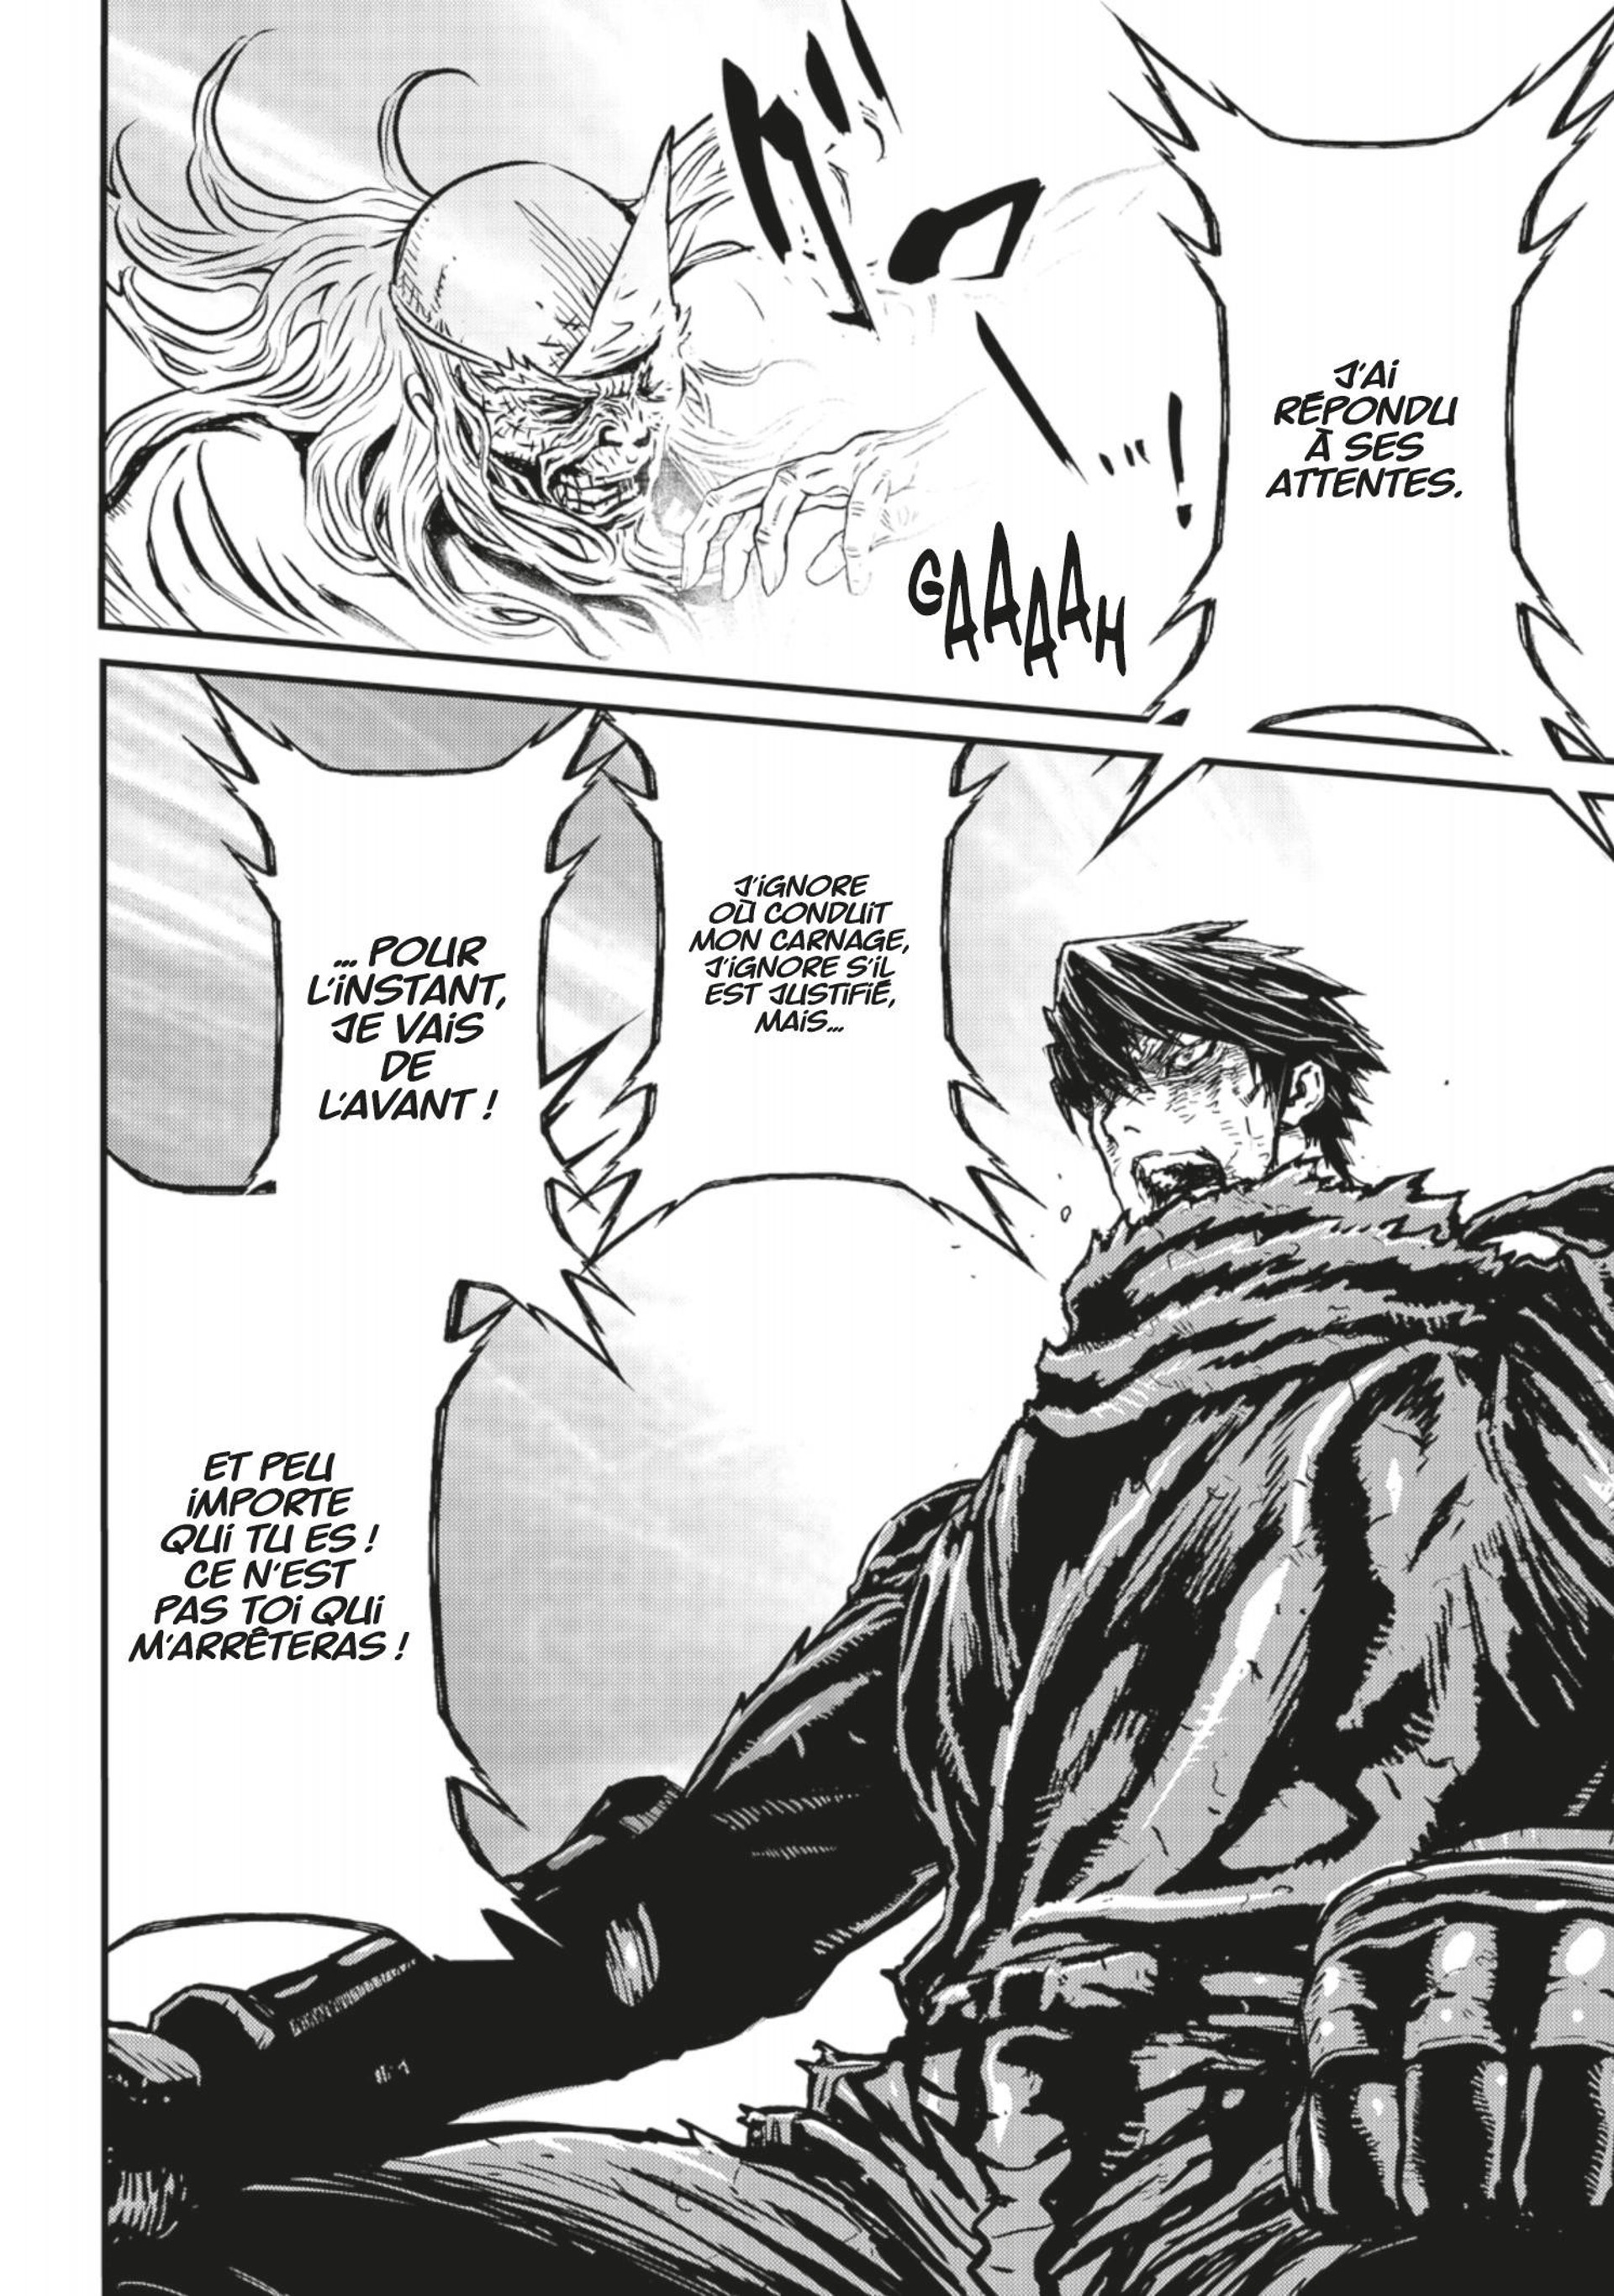 J'AI
RÉPONDU
À SES
ATTENTES.
GAAAAH
J'IGNORE
OÙ CONDUIT
MON CARNAGE,
J'IGNORE S'IL
EST JUSTIFIÉ,
MAIS...
... POUR
L'INSTANT,
JE VAIS
DE
L'AVANT !
ET PEU
IMPORTE
QUI TU ES !
CE N'EST
PAS TOI QUI
M'ARRÊTERAS !